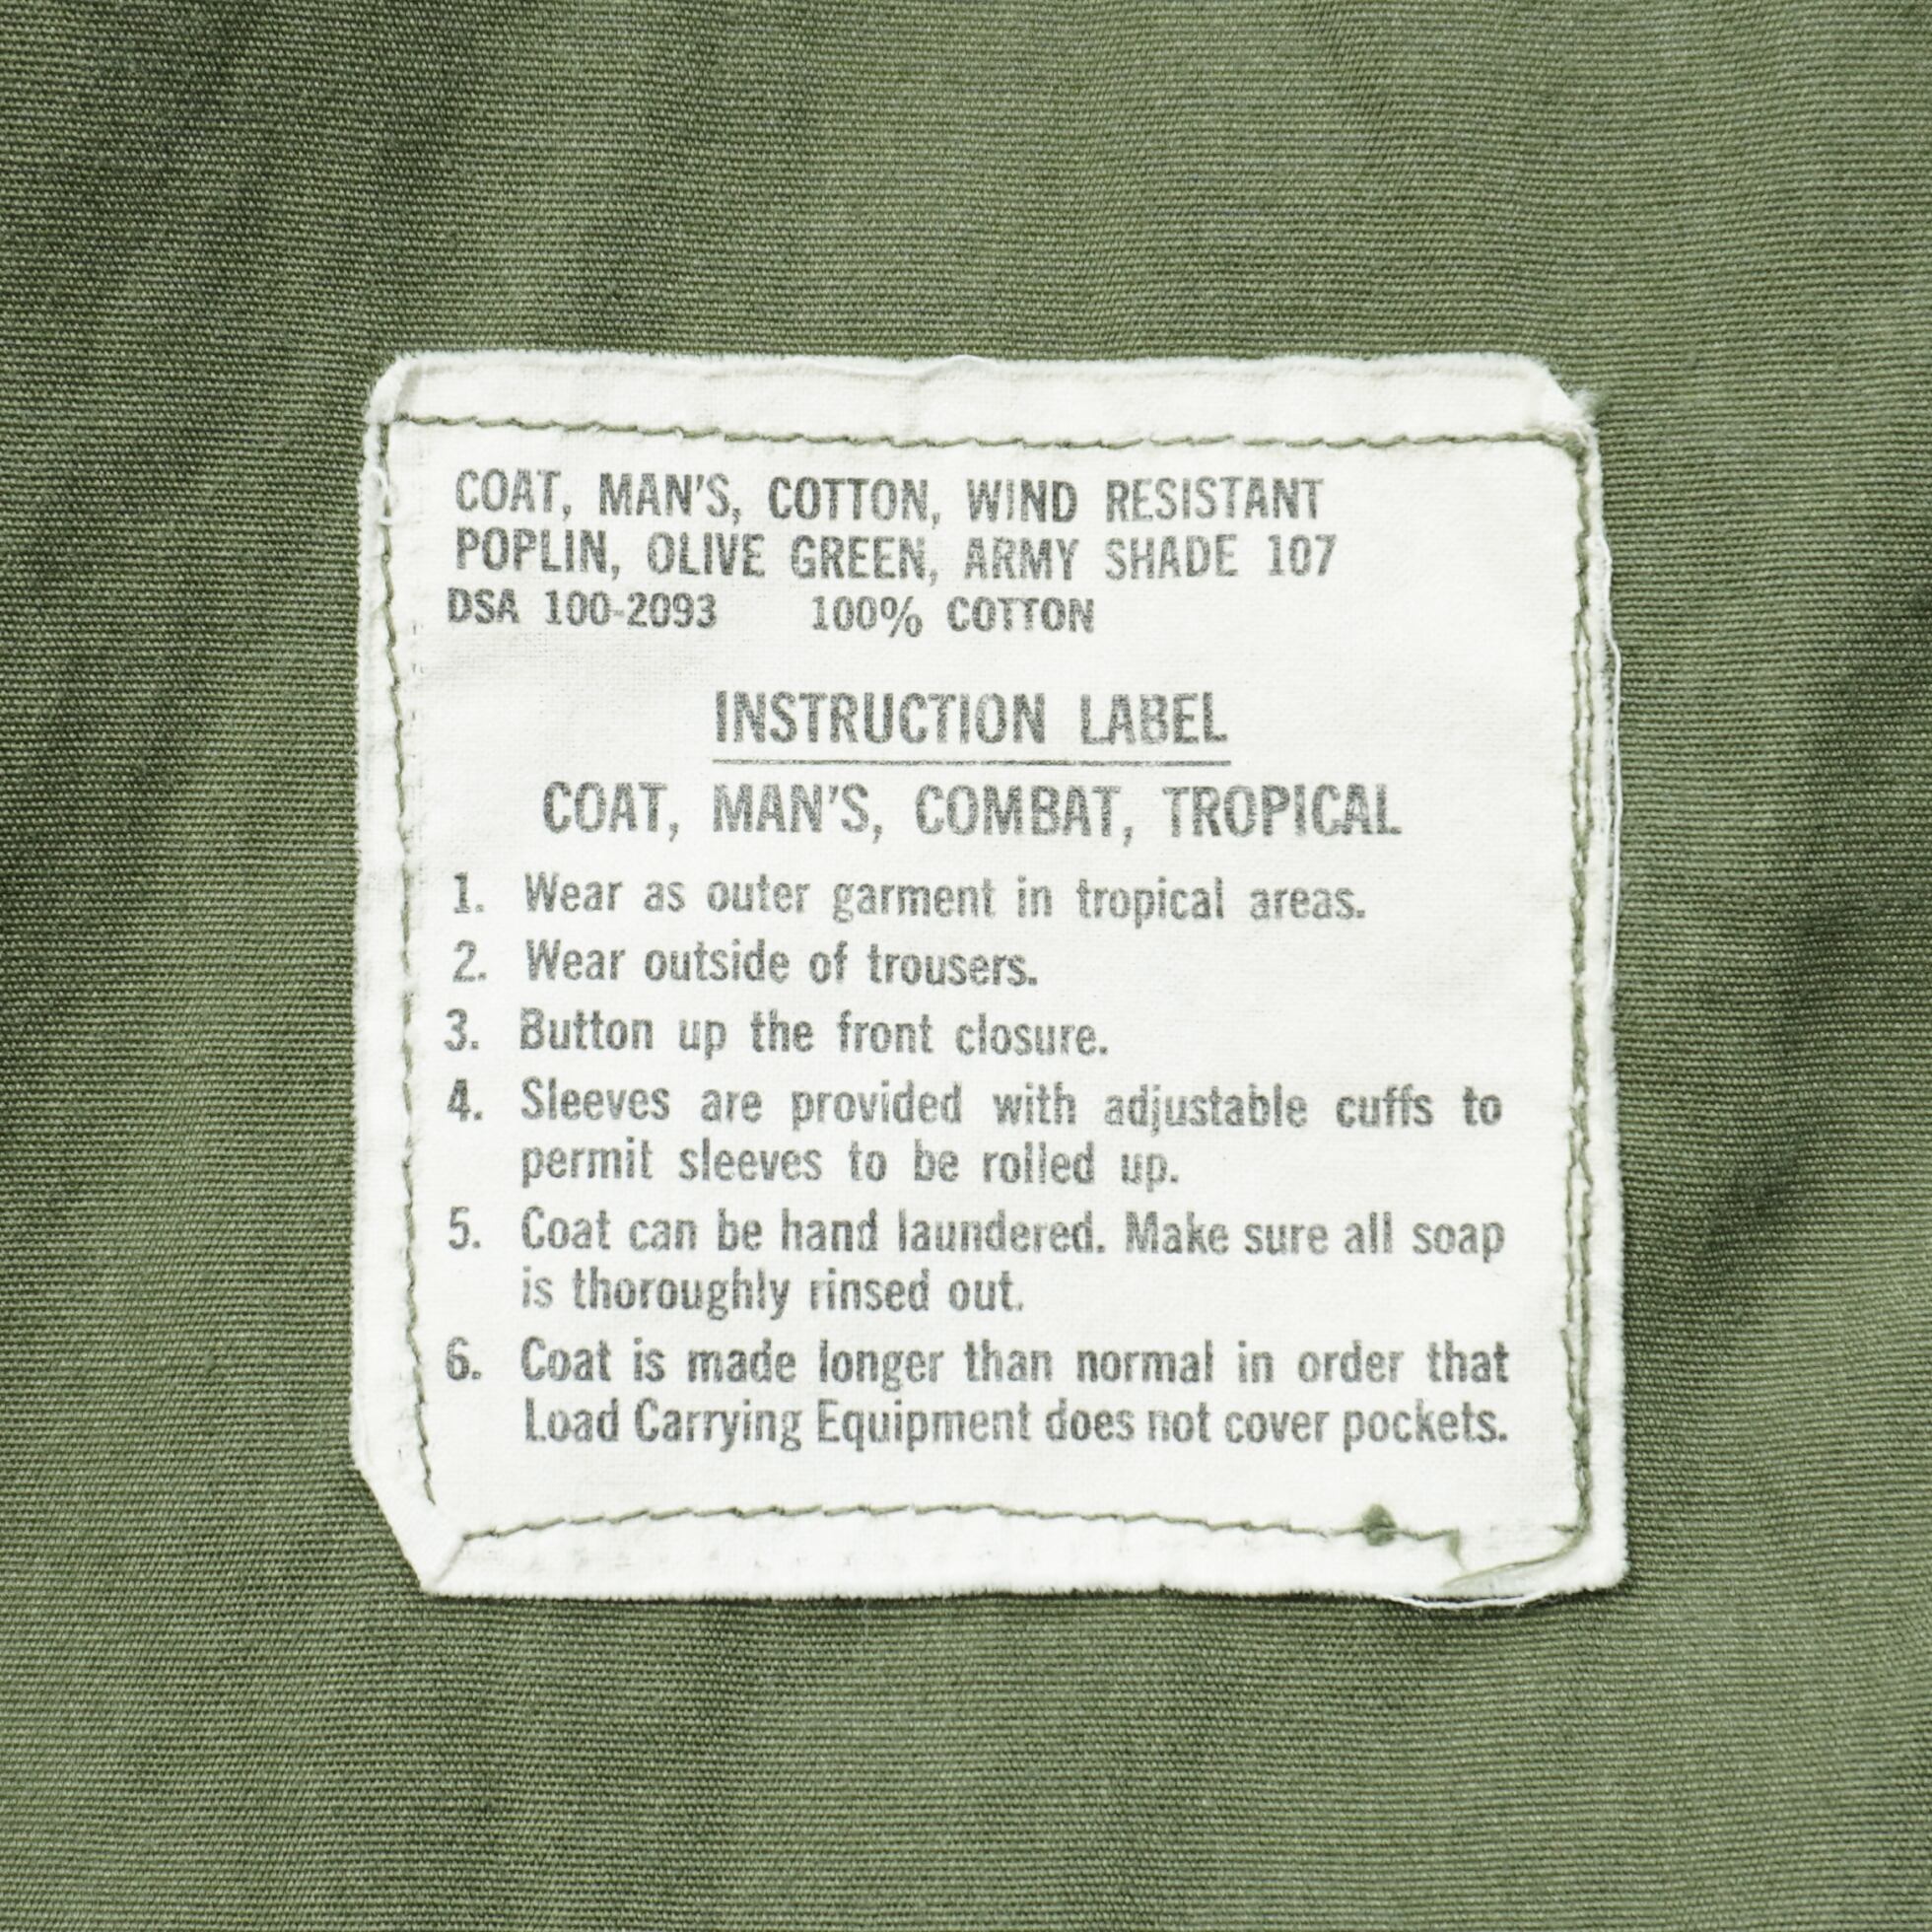 COAT, MAN'S, COTTON, WIND RESISTANT
POPLIN, OLIVE GREEN, ARMY SHADE 107
DSA 100-2093 100% COTTON
INSTRUCTION LABEL
COAT, MAN'S, COMBAT, TROPICAL
1. Wear as outer garment in tropical areas.
2. Wear outside of trousers.
3. Button up the front closure.
4. Sleeves are provided with adjustable cuffs to
permit sleeves to be rolled up.
5. Coat can be hand laundered. Make sure all soap
is thoroughly rinsed out.
6. Coat is made longer than normal in order that
Load Carrying Equipment does not cover pockets.